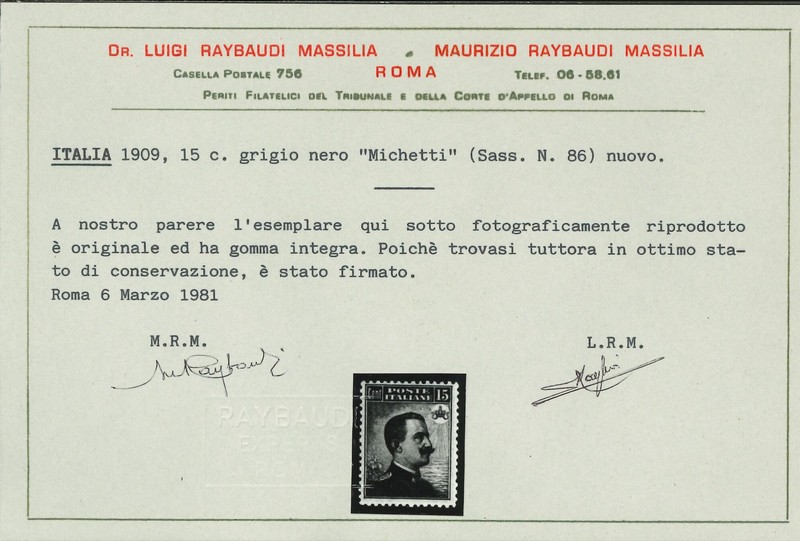 DR. LUIGI RAYBAUDI MASSILIA MAURIZIO RAYBAUDI MASSILIA
CASELLA POSTALE 756 ROMA TELEF. 06-58.61
PERITI FILATELICI DEL TRIBUNALE E DELLA CORTE D'APPELLO DI ROMA
ITALIA 1909, 15 c. grigio nero "Michetti" (Sass. N. 86) nuovo.
A nostro parere l'esemplare qui sotto fotograficamente riprodotto
è originale ed ha gomma integra. Poichè trovasi tuttora in ottimo sta-
to di conservazione, è stato firmato.
Roma 6 Marzo 1981
M.R.M. L.R.M.
POSTE 15
ITALIANE
RAYBAUDI
ROMA